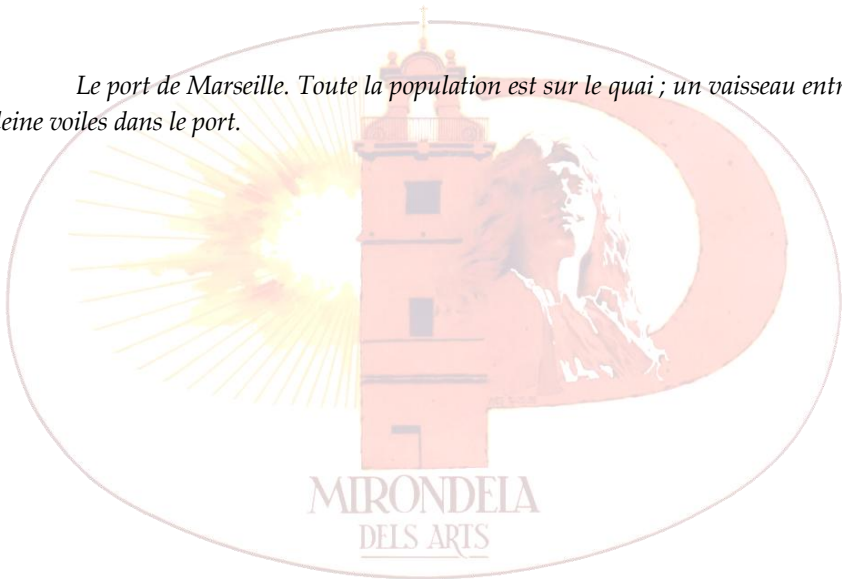 Le port de Marseille. Toute la population est sur le quai ; un vaisseau entr
leine voiles dans le port.
MIRONDELA
DELS ARTS